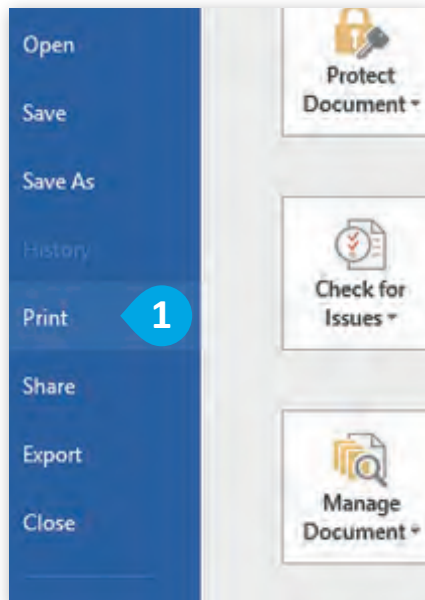 Open
Save
Save As
History
Print
1
Share
Export
Close
Protect
Document
Check for
Issues
Manage
Document